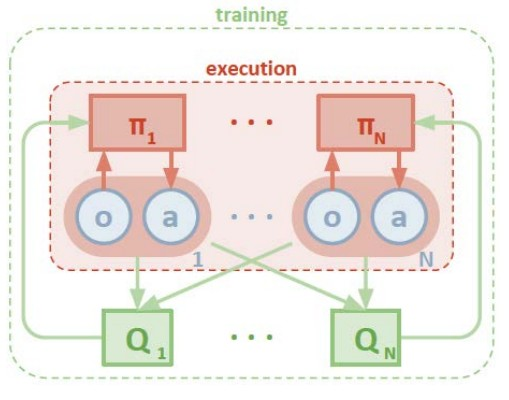 training
execution
π1 ... πN
o a ... o a
1 N
Q1 ... QN